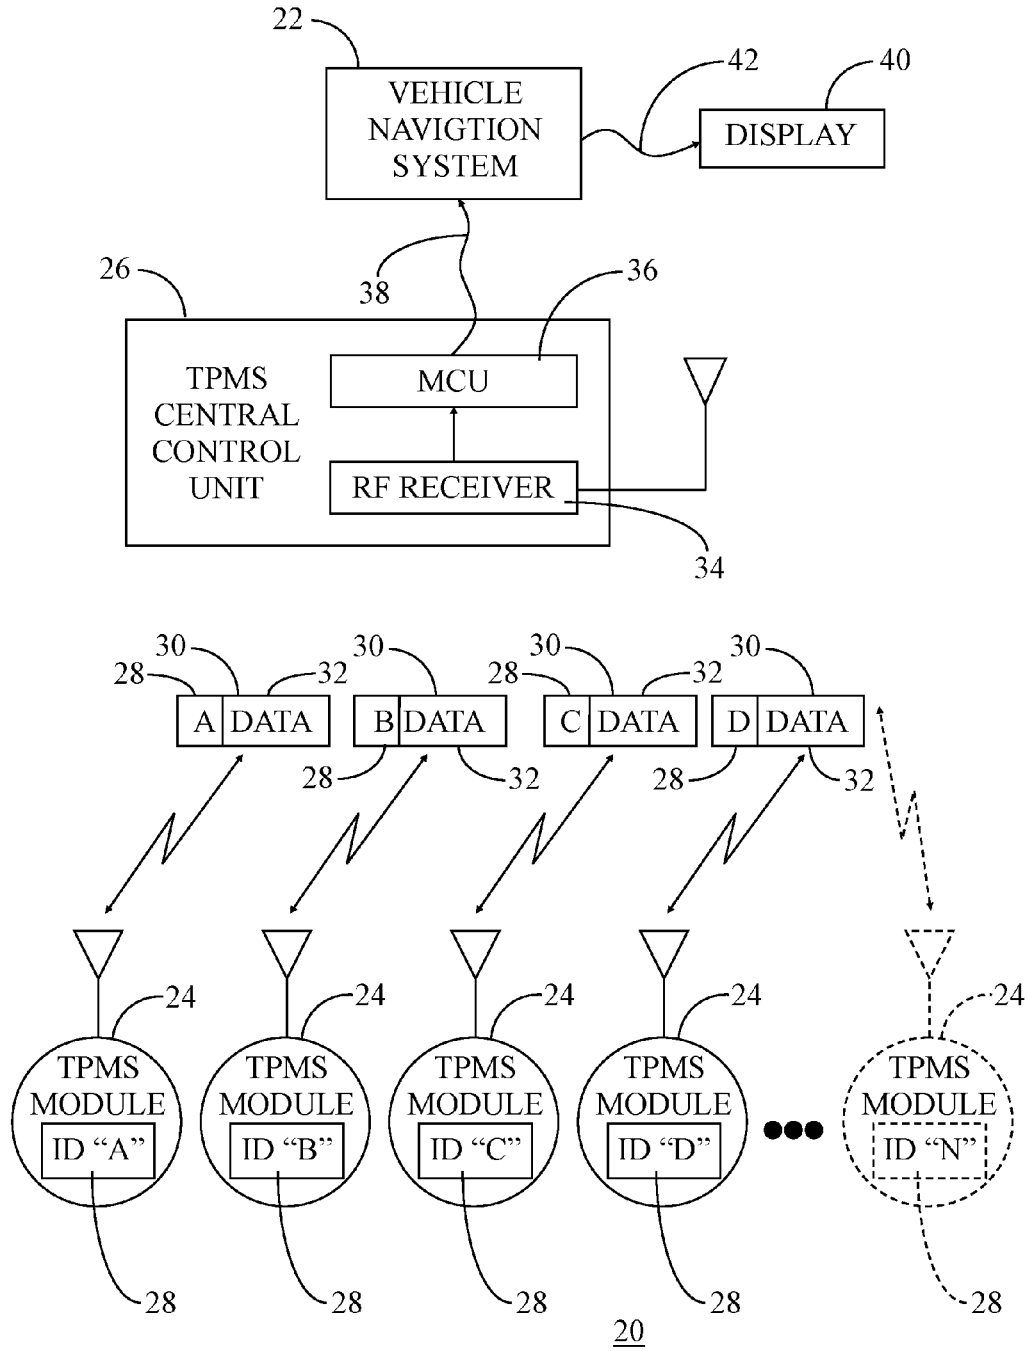 22
42
40
VEHICLE
NAVIGTION
SYSTEM
DISPLAY
26
38
36
TPMS
CENTRAL
CONTROL
UNIT
MCU
RF RECEIVER
34
30
30
30
30
28
32
28
32
A DATA
B DATA
C DATA
D DATA
28
32
28
32
24
24
24
24
24
TPMS
MODULE
ID “A”
TPMS
MODULE
ID “B”
TPMS
MODULE
ID “C”
TPMS
MODULE
ID “D”
TPMS
MODULE
ID “N”
28
28
28
28
28
20